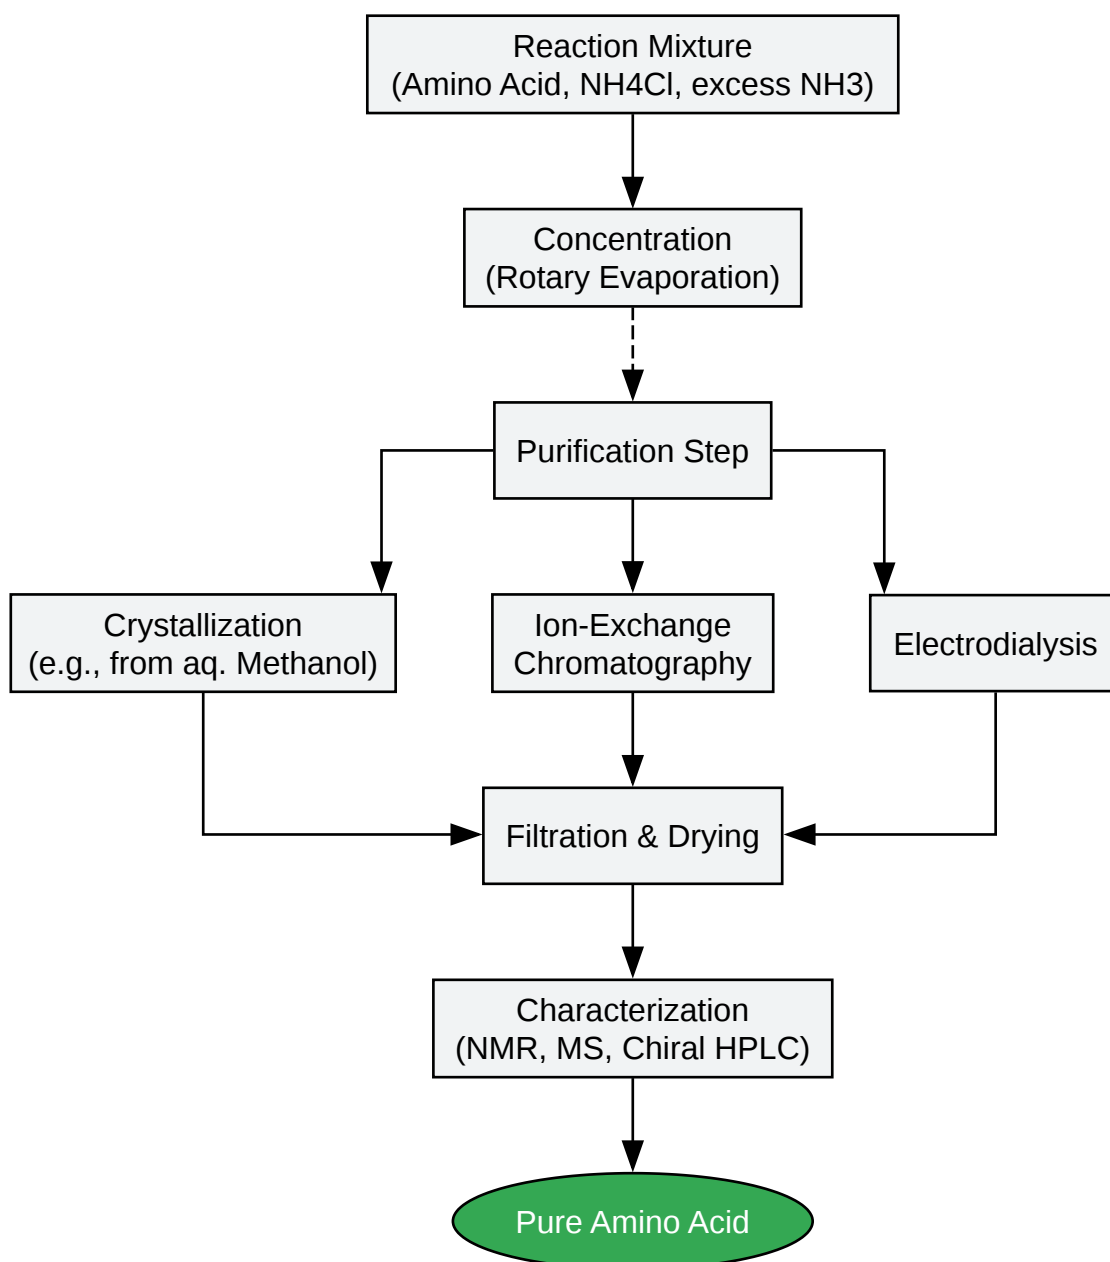 Reaction Mixture
(Amino Acid, NH4Cl, excess NH3)
Concentration
(Rotary Evaporation)
Purification Step
Crystallization
(e.g., from aq. Methanol)
Ion-Exchange
Chromatography
Electrodialysis
Filtration & Drying
Characterization
(NMR, MS, Chiral HPLC)
Pure Amino Acid